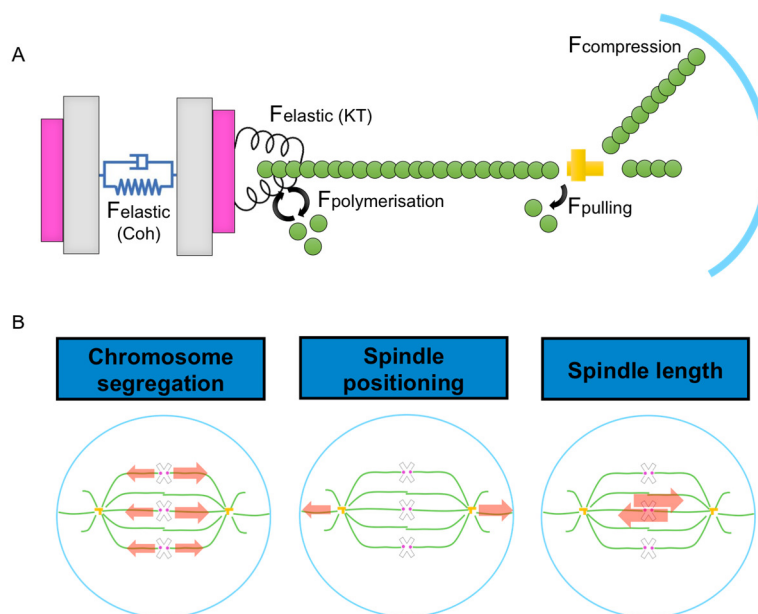 A
Fcompression
Felastic (KT)
Felastic
(Coh)
Fpolymerisation
Fpulling
B
Chromosome
segregation
Spindle
positioning
Spindle length